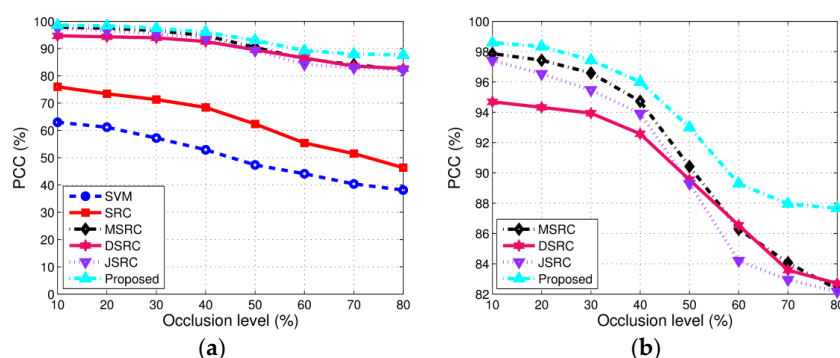 100
90
80
70
60
50
40
30
20
10
0
PCC (%)
SVM
SRC
MSRC
DSRC
JSRC
Proposed
10 20 30 40 50 60 70 80
Occlusion level (%)
(a)
100
98
96
94
92
90
88
86
84
82
PCC (%)
MSRC
DSRC
JSRC
Proposed
10 20 30 40 50 60 70 80
Occlusion level (%)
(b)